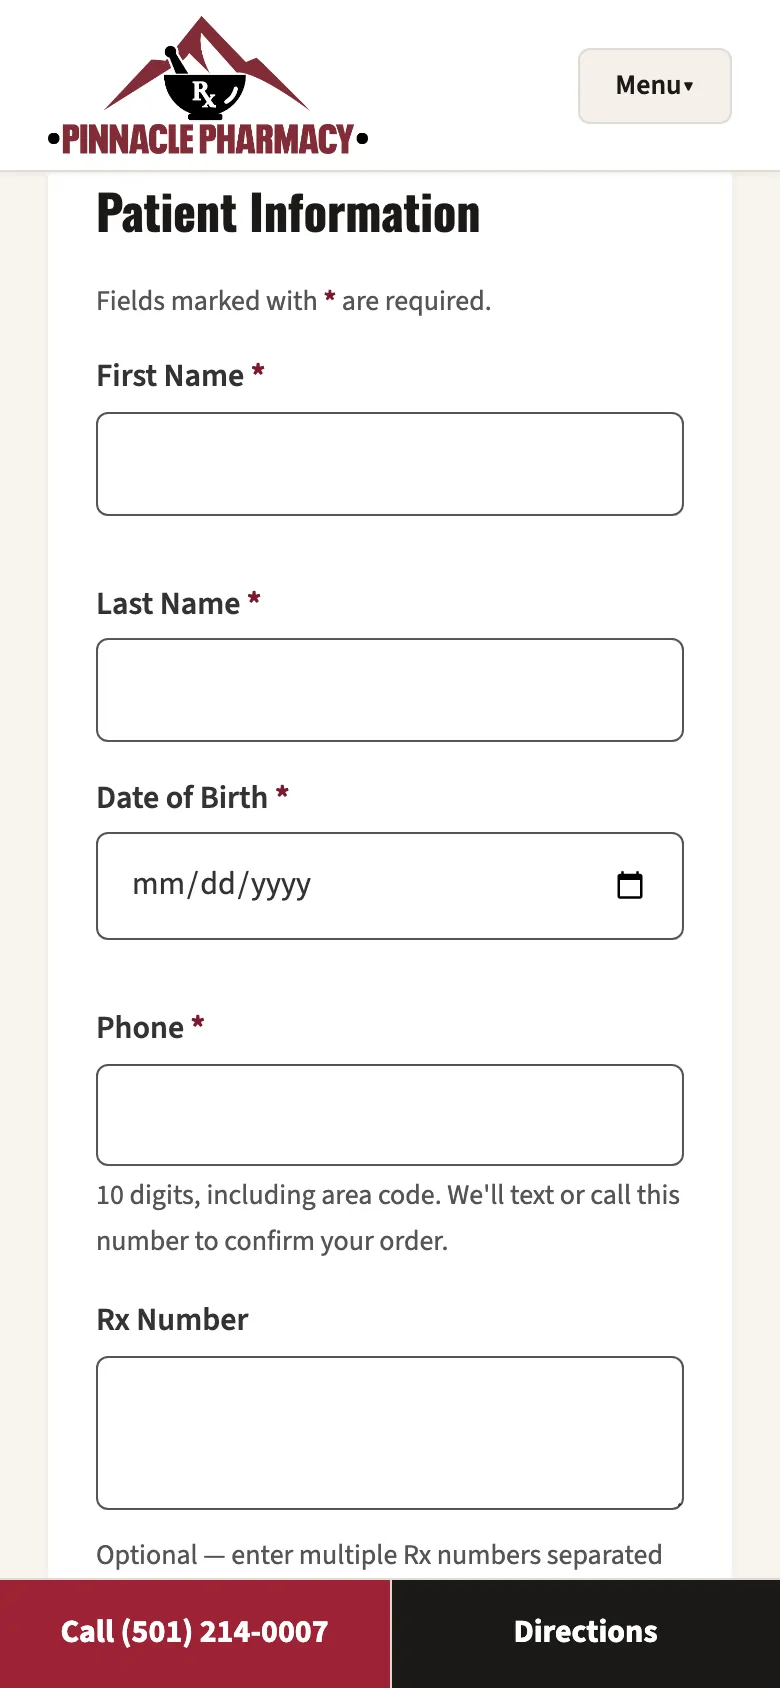 Rx
•PINNACLE PHARMACY•
Menu▾
Patient Information
Fields marked with * are required.
First Name *
Last Name *
Date of Birth *
mm/dd/yyyy
Phone *
10 digits, including area code. We'll text or call this
number to confirm your order.
Rx Number
Optional — enter multiple Rx numbers separated
Call (501) 214-0007
Directions